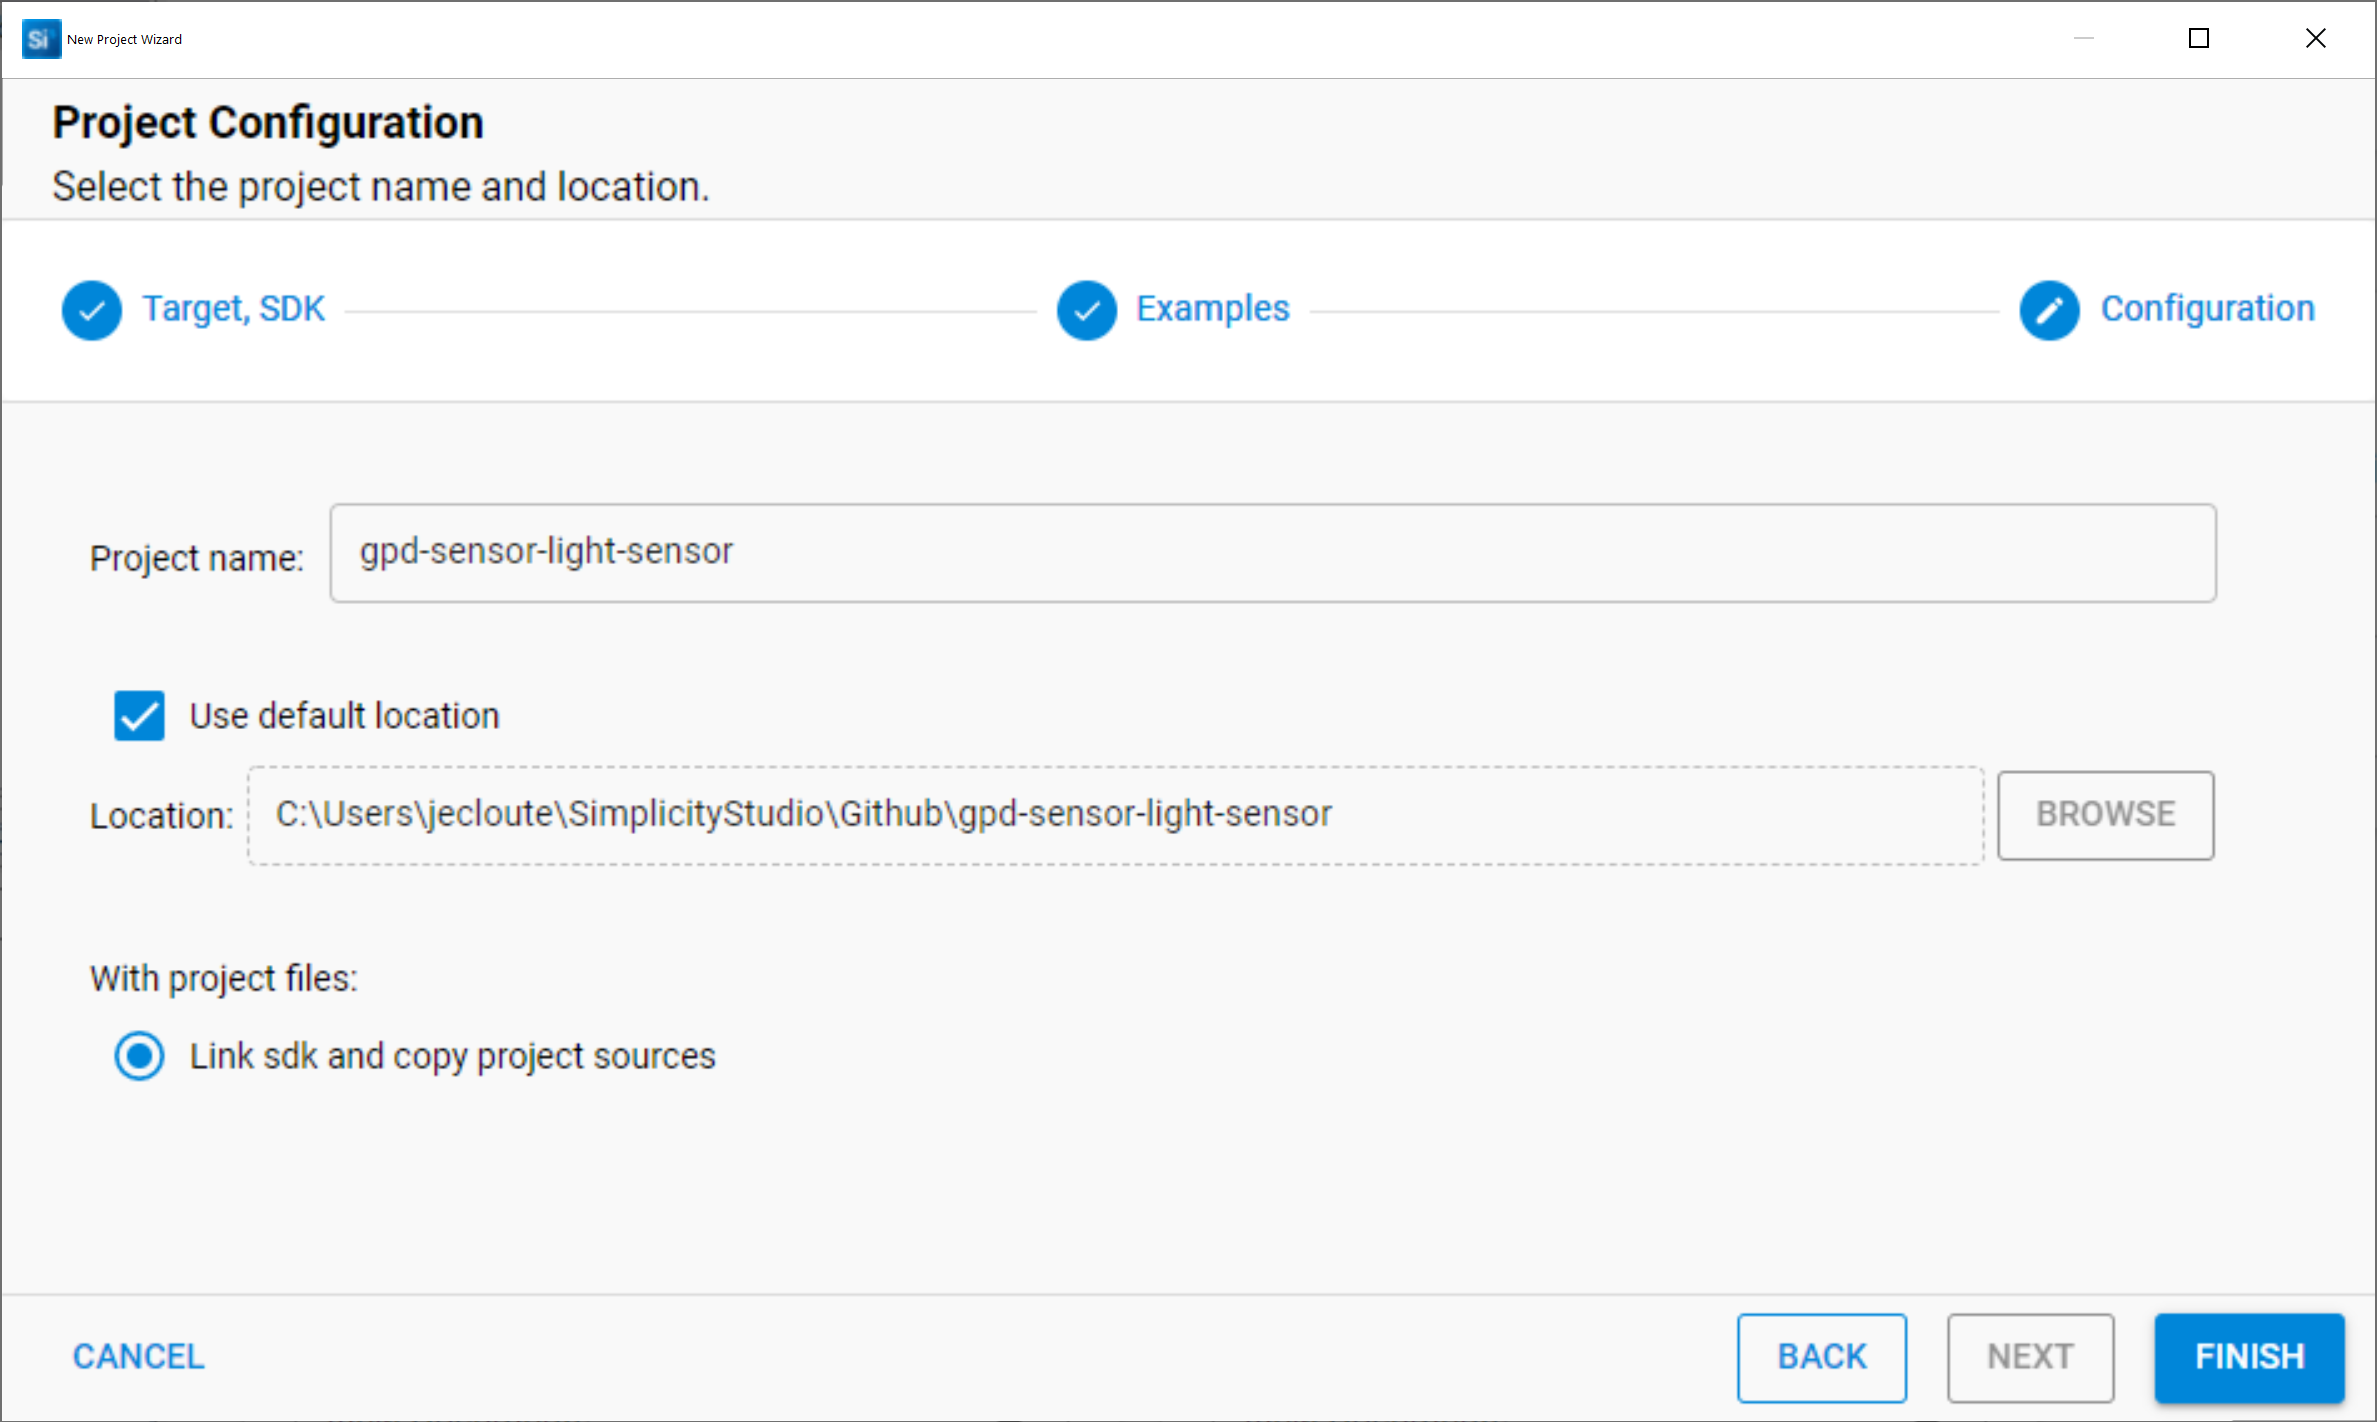 Si New Project Wizard
Project Configuration
Select the project name and location.
Target, SDK Examples Configuration
Project name: gpd-sensor-light-sensor
Use default location
Location: C:\Users\jecloute\SimplicityStudio\Github\gpd-sensor-light-sensor BROWSE
With project files:
Link sdk and copy project sources
CANCEL BACK NEXT FINISH